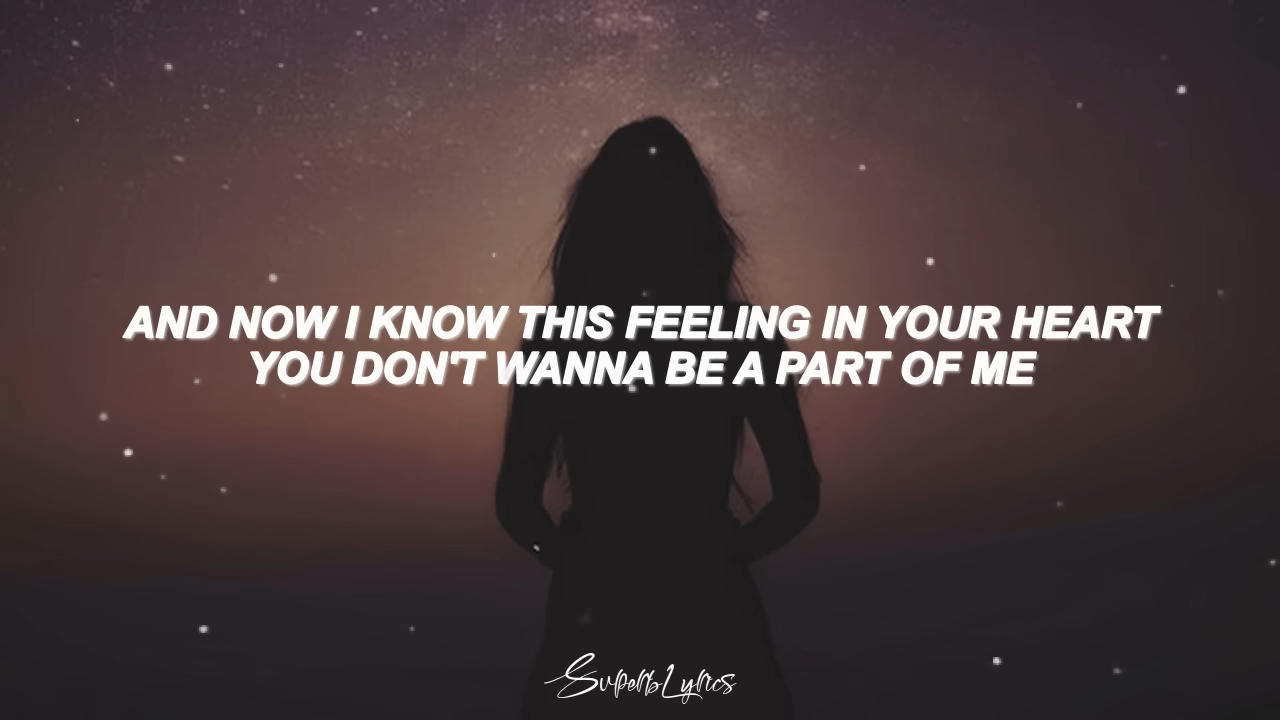 AND NOW I KNOW THIS FEELING IN YOUR HEART
YOU DON'T WANNA BE A PART OF ME
SuperbLyrics